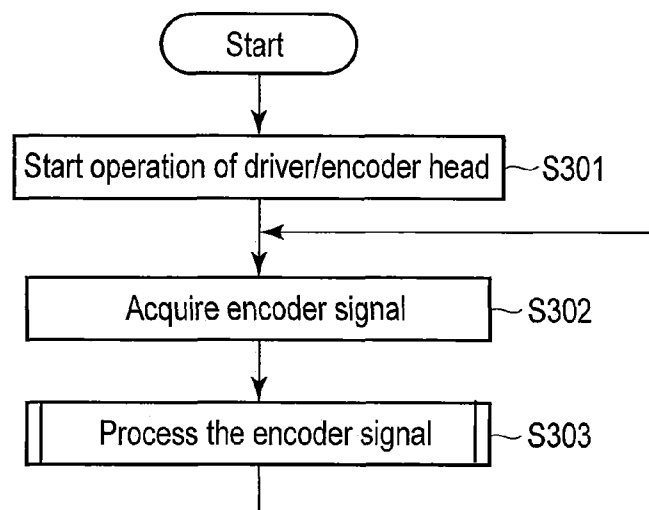 Start
Start operation of driver/encoder head S301
Acquire encoder signal S302
Process the encoder signal S303